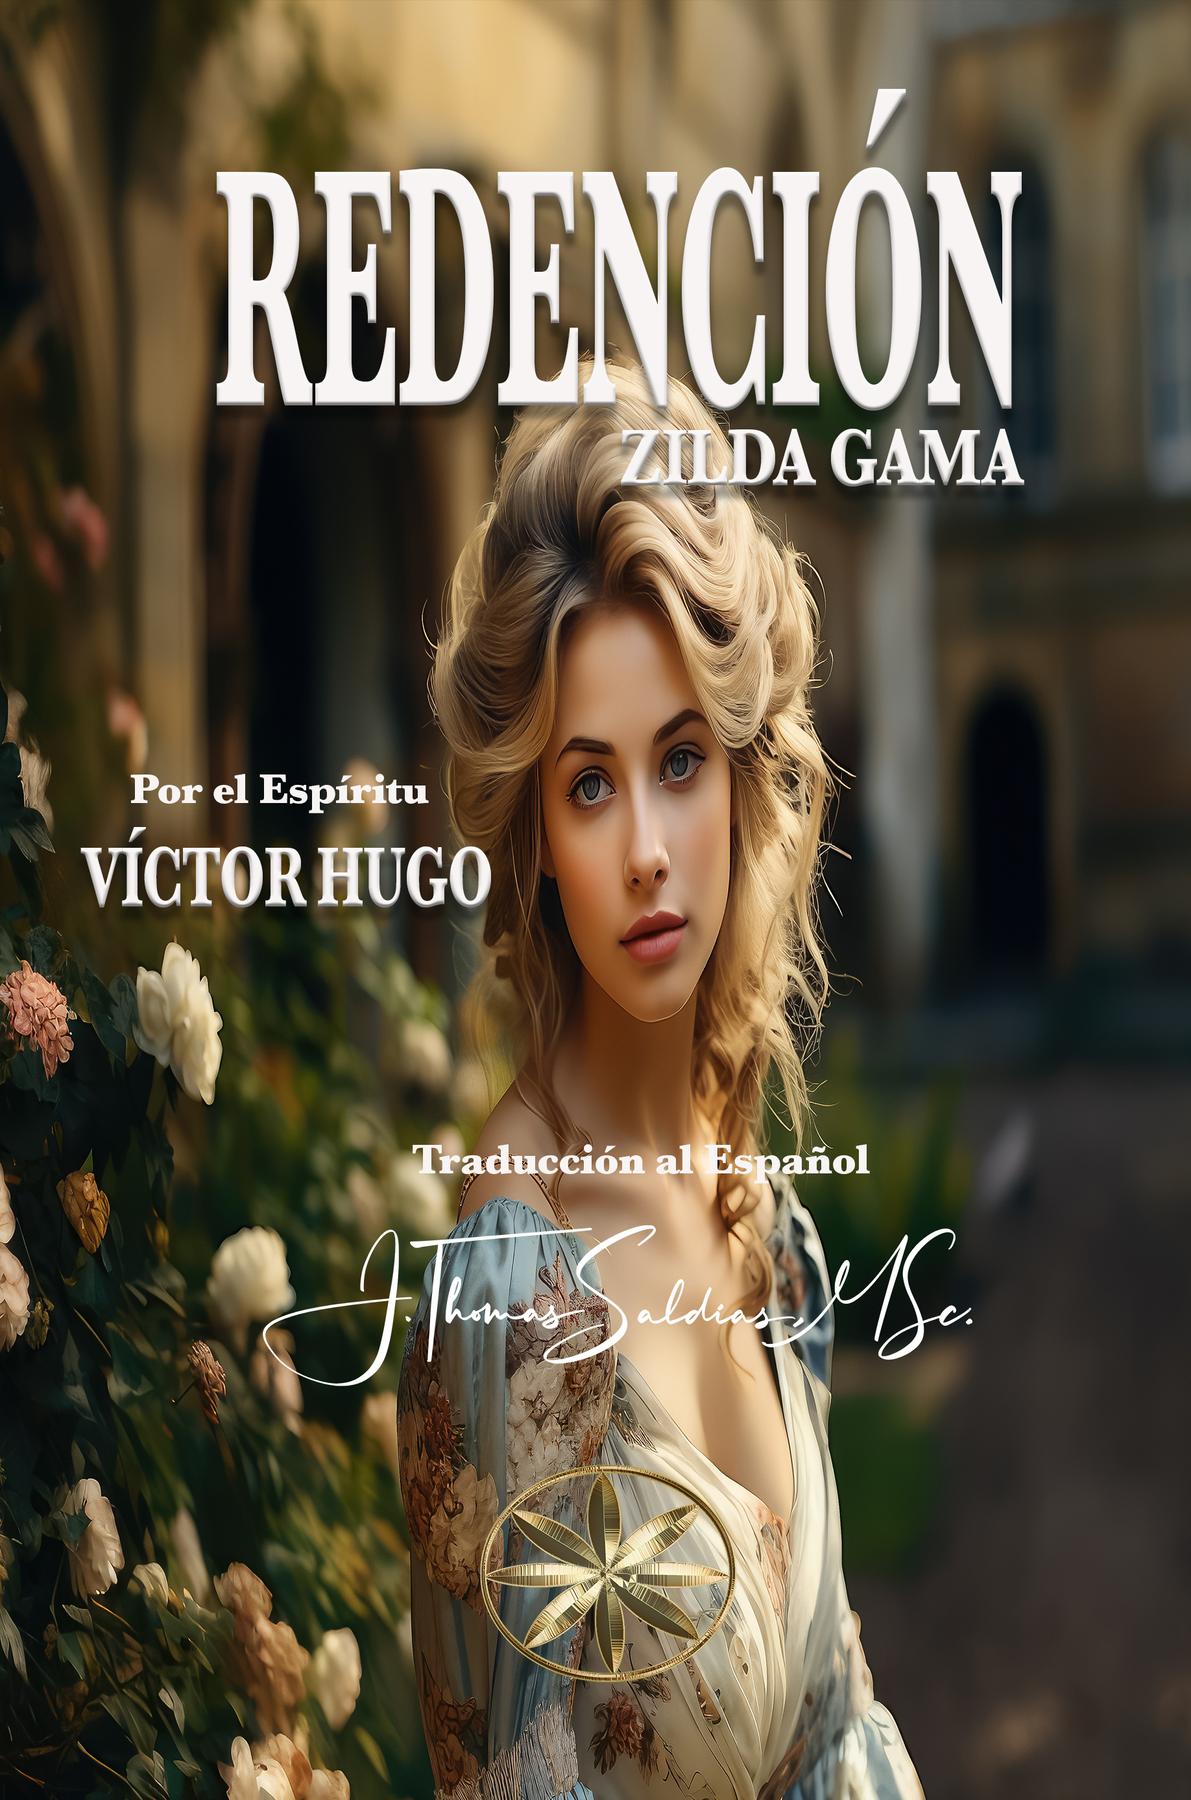 REDENCIÓN
ZILDA GAMA
Por el Espíritu
VÍCTOR HUGO
Traducción al Español
J. Thomas Saldias, MSc.